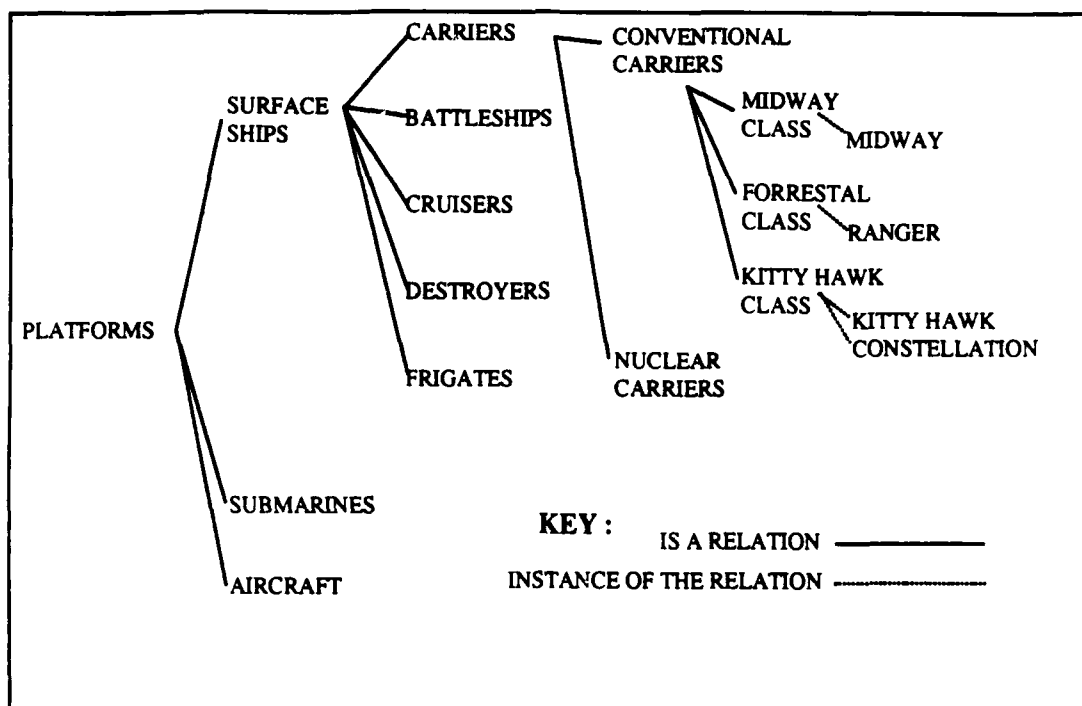 CARRIERS
CONVENTIONAL
CARRIERS
SURFACE
SHIPS
BATTLESHIPS
MIDWAY
CLASS
MIDWAY
CRUISERS
FORRESTAL
CLASS
RANGER
DESTROYERS
KITTY HAWK
CLASS
KITTY HAWK
CONSTELLATION
PLATFORMS
FRIGATES
NUCLEAR
CARRIERS
SUBMARINES
AIRCRAFT
KEY :
IS A RELATION
INSTANCE OF THE RELATION